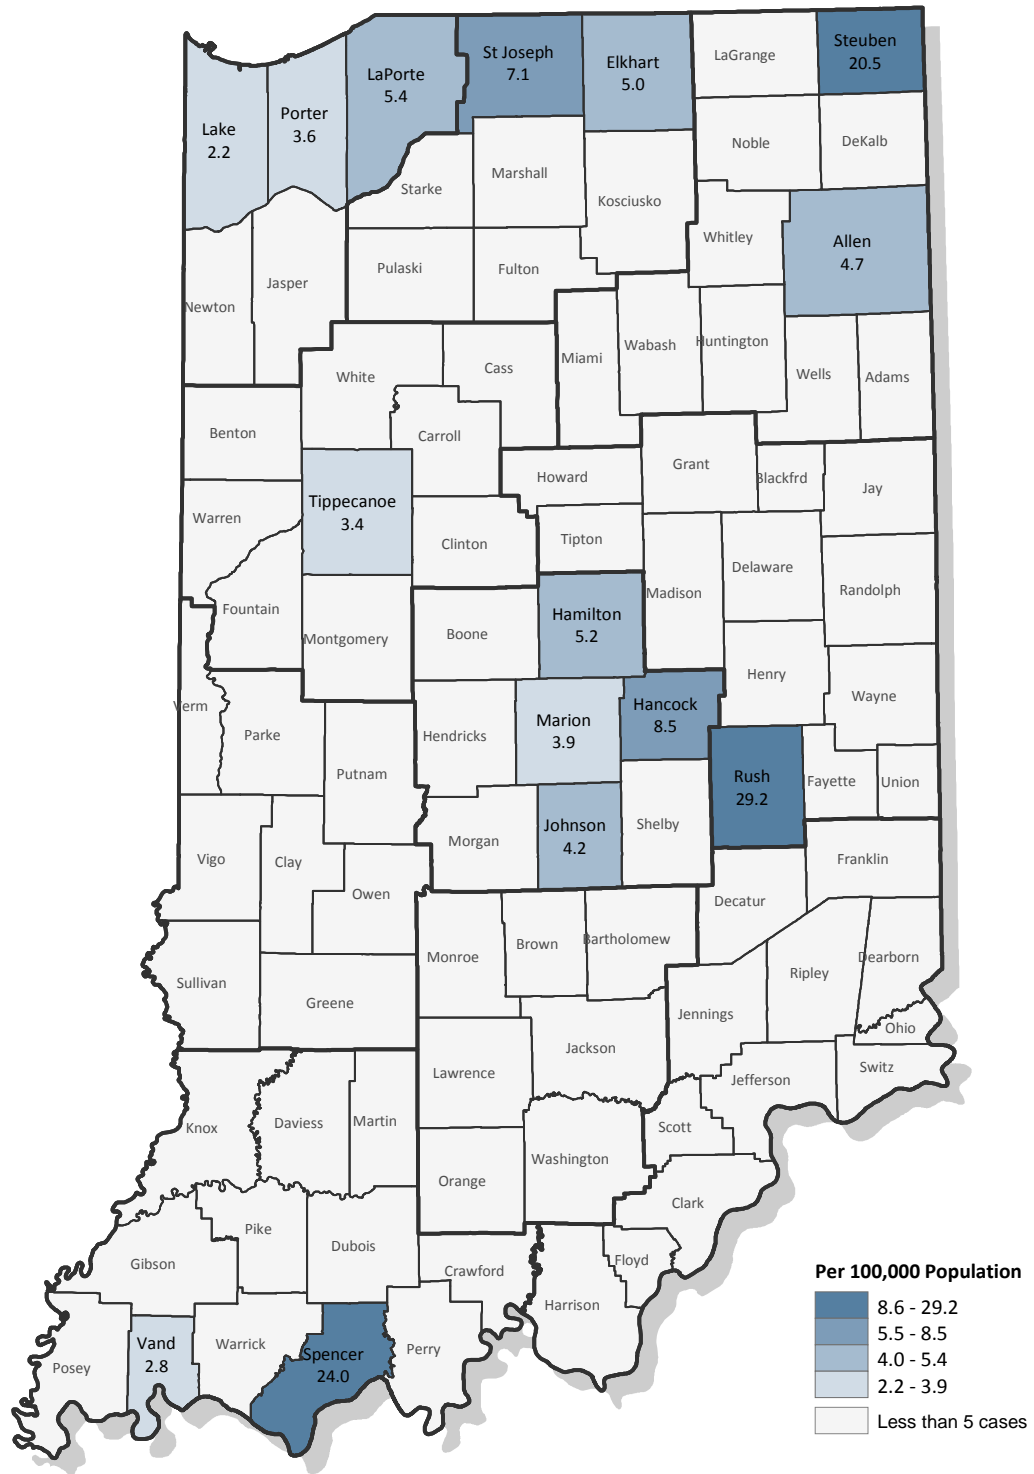 Steuben
20.5
St Joseph
7.1
LaGrange
Elkhart
5.0
LaPorte
5.4
Porter
3.6
Lake
2.2
Noble
DeKalb
Marshall
Starke
Kosciusko
Whitley
Allen
4.7
Pulaski
Fulton
Jasper
Newton
Miami
Wabash
Huntington
Wells
Adams
White
Cass
Benton
Carroll
Howard
Grant
Blackfrd
Jay
Tippecanoe
3.4
Warren
Clinton
Tipton
Delaware
Madison
Randolph
Fountain
Montgomery
Boone
Hamilton
5.2
Henry
Wayne
Verm
Parke
Hendricks
Marion
3.9
Hancock
8.5
Putnam
Rush
29.2
Fayette
Union
Morgan
Johnson
4.2
Shelby
Vigo
Clay
Owen
Franklin
Decatur
Monroe
Brown
Bartholomew
Dearborn
Ripley
Sullivan
Greene
Jennings
Ohio
Jackson
Lawrence
Jefferson
Switz
Knox
Daviess
Martin
Scott
Orange
Washington
Clark
Pike
Dubois
Gibson
Crawford
Floyd
Harrison
Posey
Vand
2.8
Warrick
Spencer
24.0
Perry
Per 100,000 Population
8.6 - 29.2
5.5 - 8.5
4.0 - 5.4
2.2 - 3.9
Less than 5 cases